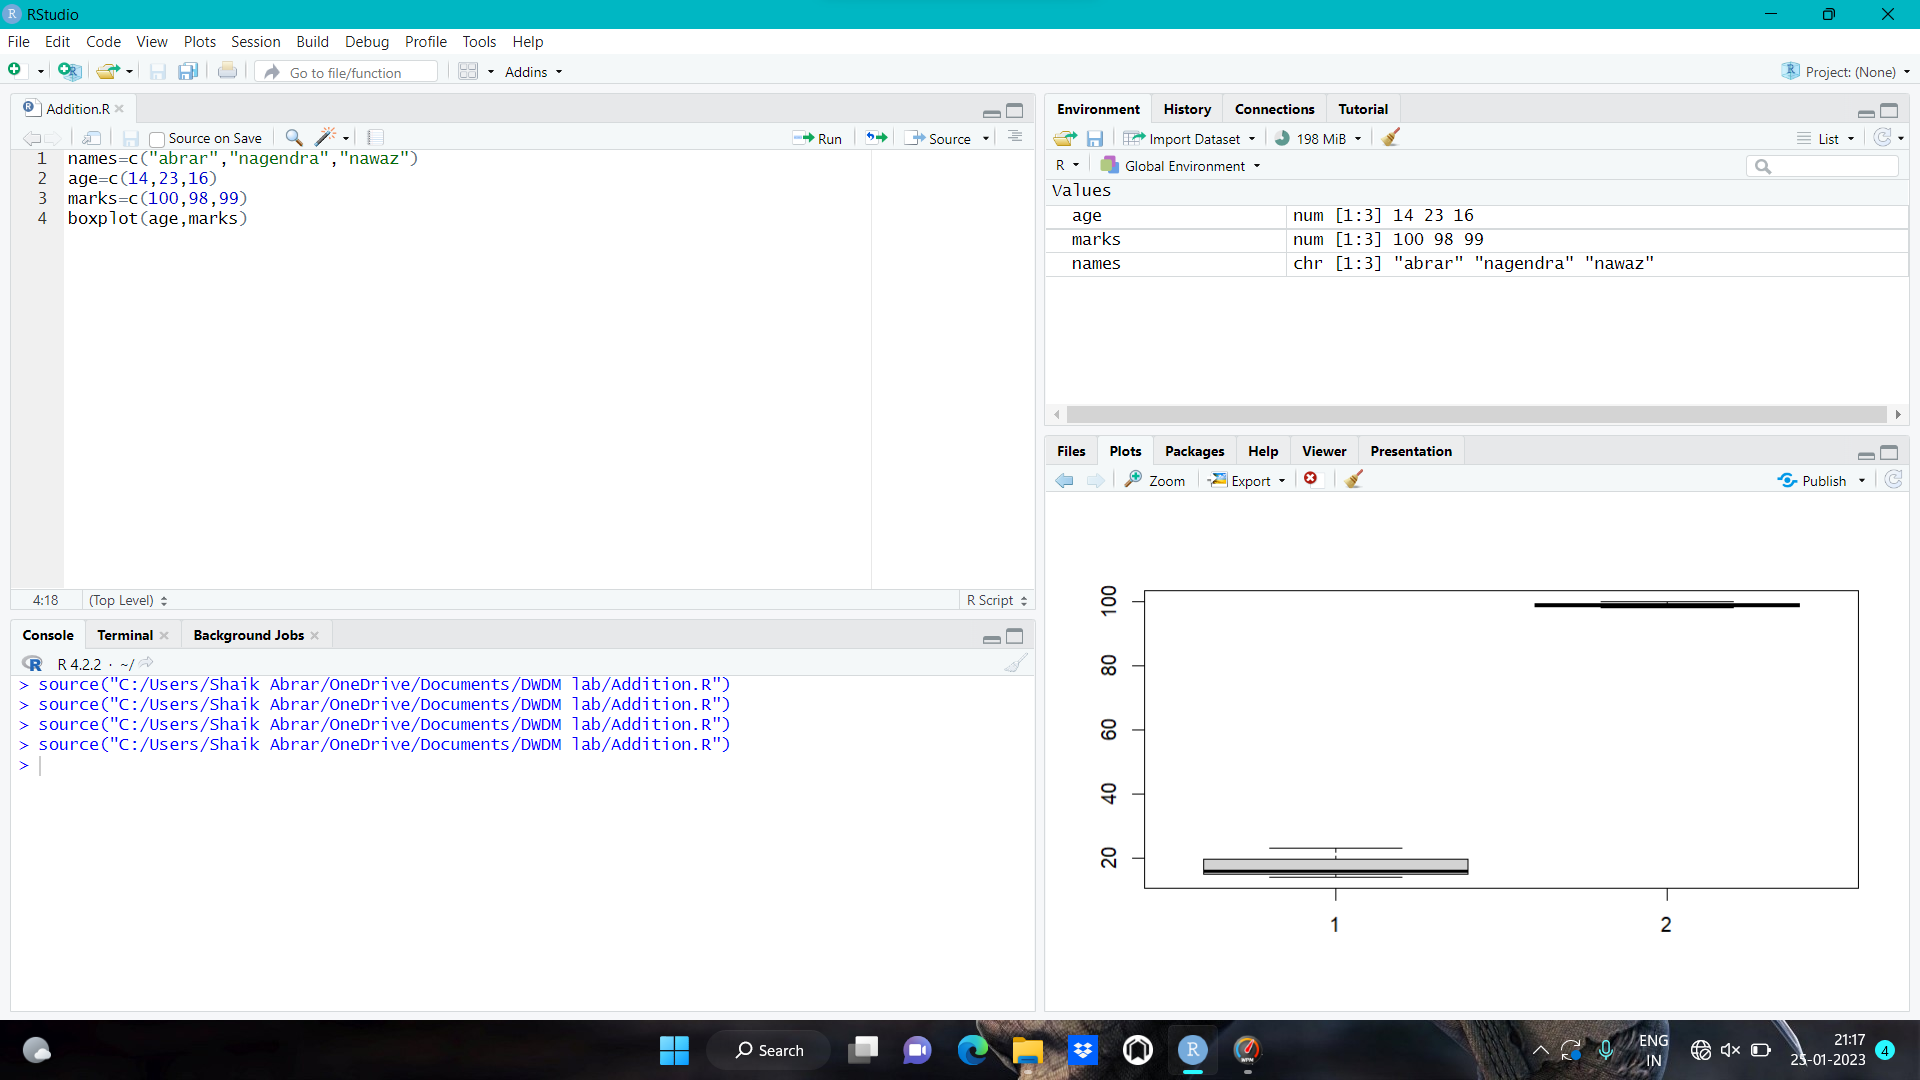 RStudio
File Edit Code View Plots Session Build Debug Profile Tools Help
Go to file/function Addins Project: (None)
Addition.R
Source on Save Run Source
1 names=c("abrar","nagendra","nawaz")
2 age=c(14,23,16)
3 marks=c(100,98,99)
4 boxplot(age,marks)
4:18 (Top Level) R Script
Console Terminal Background Jobs
R 4.2.2 · ~/
> source("C:/Users/Shaik Abrar/OneDrive/Documents/DWDM lab/Addition.R")
> source("C:/Users/Shaik Abrar/OneDrive/Documents/DWDM lab/Addition.R")
> source("C:/Users/Shaik Abrar/OneDrive/Documents/DWDM lab/Addition.R")
> source("C:/Users/Shaik Abrar/OneDrive/Documents/DWDM lab/Addition.R")
>
Environment History Connections Tutorial
Import Dataset 198 MiB List
R Global Environment
Values
age num [1:3] 14 23 16
marks num [1:3] 100 98 99
names chr [1:3] "abrar" "nagendra" "nawaz"
Files Plots Packages Help Viewer Presentation
Zoom Export Publish
100
80
60
40
20
1 2
Search
ENG
IN
21:17
25-01-2023
4